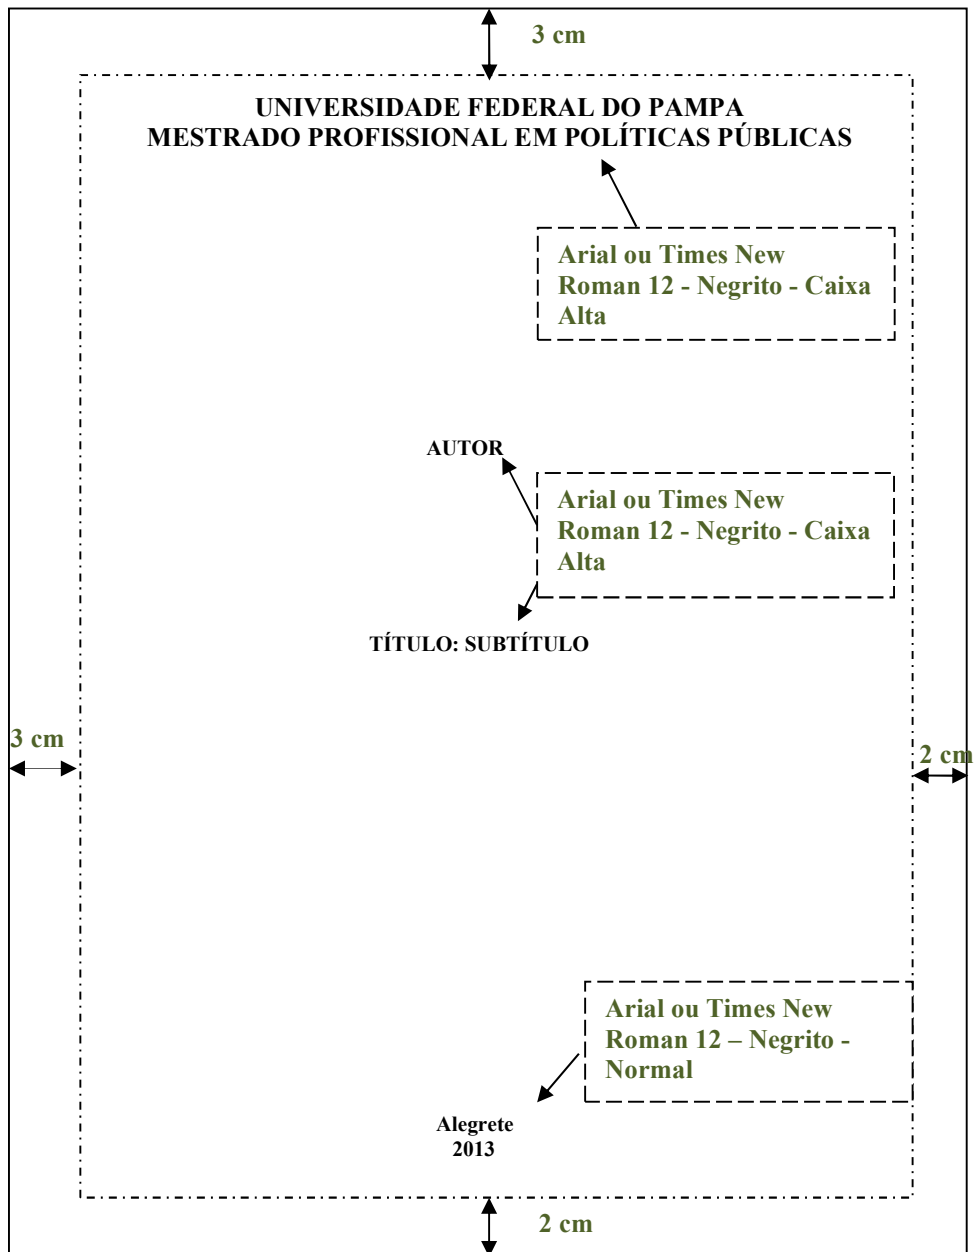 3 cm
UNIVERSIDADE FEDERAL DO PAMPA
MESTRADO PROFISSIONAL EM POLÍTICAS PÚBLICAS
Arial ou Times New
Roman 12 - Negrito - Caixa
Alta
AUTOR
Arial ou Times New
Roman 12 - Negrito - Caixa
Alta
TÍTULO: SUBTÍTULO
3 cm
2 cm
Arial ou Times New
Roman 12 – Negrito -
Normal
Alegrete
2013
2 cm